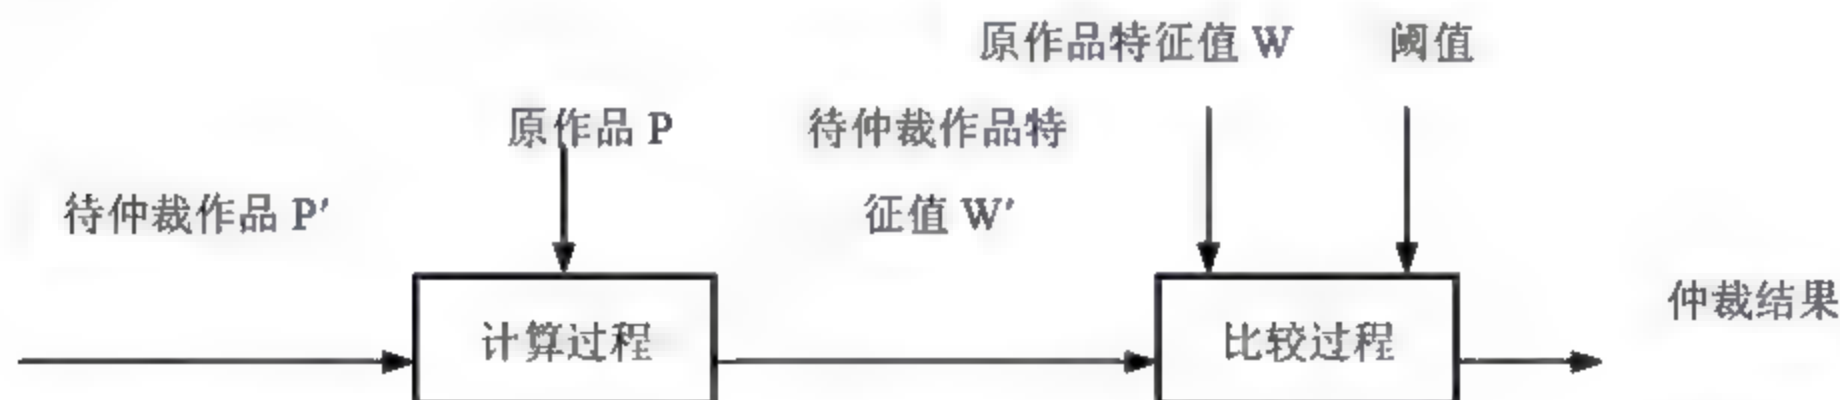 原作品特征值 W
阈值
原作品 P
待仲裁作品特
征值 W′
待仲裁作品 P′
仲裁结果
计算过程
比较过程